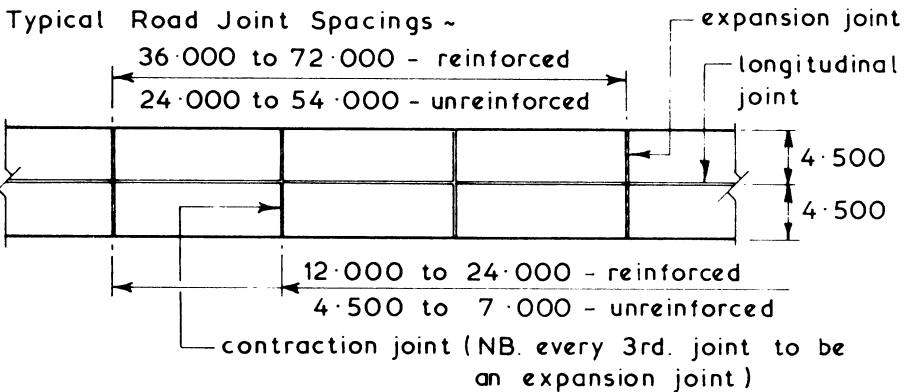 Typical Road Joint Spacings ~
36·000 to 72·000 - reinforced
24·000 to 54·000 - unreinforced
expansion joint
longitudinal
joint
4·500
4·500
12·000 to 24·000 - reinforced
4·500 to 7·000 - unreinforced
contraction joint (NB. every 3rd. joint to be
an expansion joint)